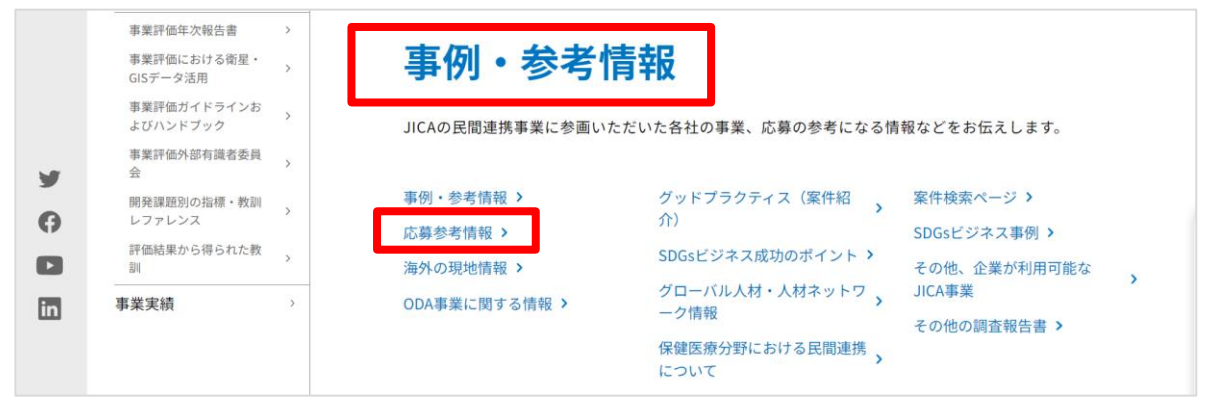 事業評価年次報告書
事業評価における衛星・
GISデータ活用
事業評価ガイドラインお
よびハンドブック
事業評価外部有識者委員
会
開発課題別の指標・教訓
レファレンス
評価結果から得られた教
訓
事業実績
事例・参考情報
JICAの民間連携事業に参画いただいた各社の事業、応募の参考になる情報などをお伝えします。
事例・参考情報
応募参考情報
海外の現地情報
ODA事業に関する情報
グッドプラクティス（案件紹
介）
SDGsビジネス成功のポイント
グローバル人材・人材ネットワ
ーク情報
保健医療分野における民間連携
について
案件検索ページ
SDGsビジネス事例
その他、企業が利用可能な
JICA事業
その他の調査報告書